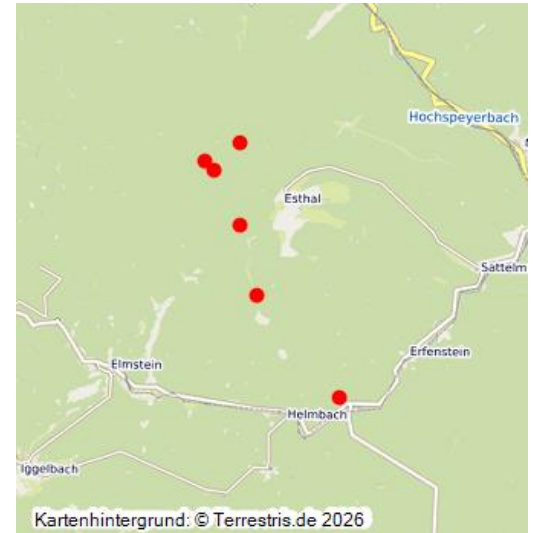 Hochspeyerbach
Esthal
Sattelm
Erfenstein
Elmstein
Helmbach
Iggelbach
Kartenhintergrund: © Terrestris.de 2026